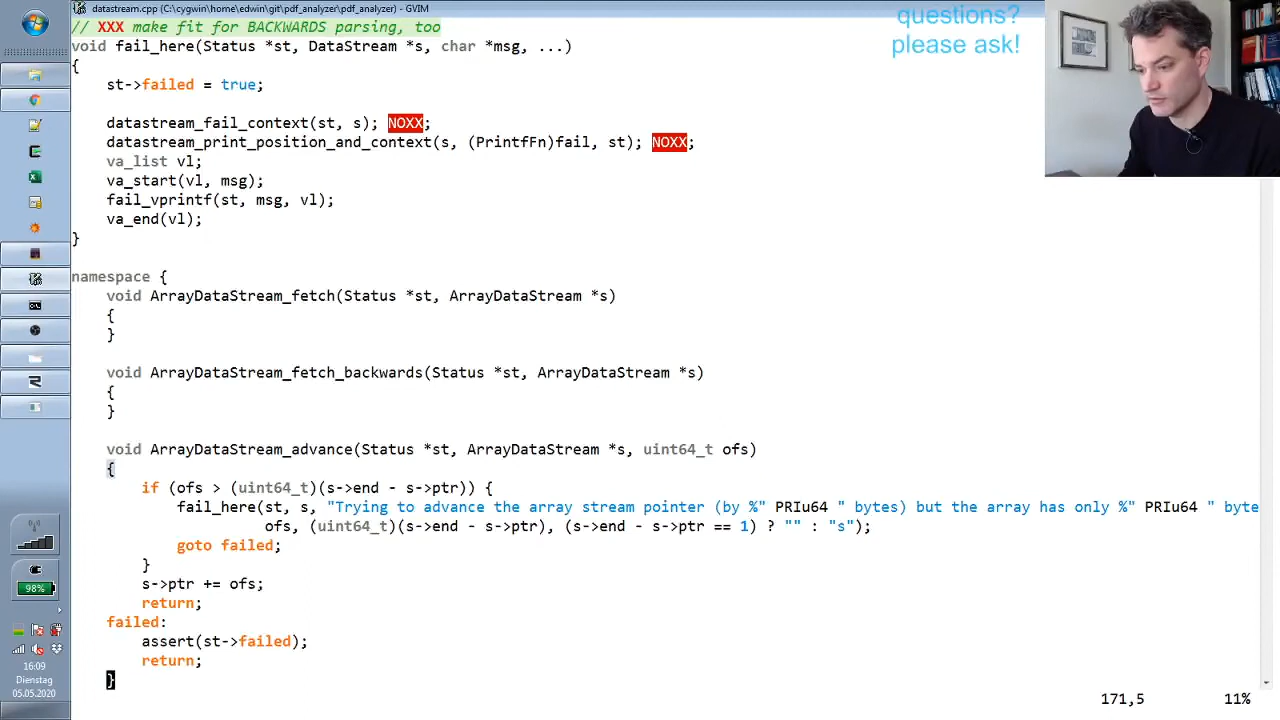 datastream.cpp (C:\cygwin\home\edwin\git\pdf_analyzer\pdf_analyzer) - GVIM
// XXX make fit for BACKWARDS parsing, too
void fail_here(Status *st, DataStream *s, char *msg, ...)
{
    st->failed = true;
    datastream_fail_context(st, s); NOXX;
    datastream_print_position_and_context(s, (PrintfFn)fail, st); NOXX;
    va_list vl;
    va_start(vl, msg);
    fail_vprintf(st, msg, vl);
    va_end(vl);
}
namespace {
    void ArrayDataStream_fetch(Status *st, ArrayDataStream *s)
    {
    }
    void ArrayDataStream_fetch_backwards(Status *st, ArrayDataStream *s)
    {
    }
    void ArrayDataStream_advance(Status *st, ArrayDataStream *s, uint64_t ofs)
    {
        if (ofs > (uint64_t)(s->end - s->ptr)) {
            fail_here(st, s, "Trying to advance the array stream pointer (by %" PRIu64 " bytes) but the array has only %" PRIu64 " byte
                      ofs, (uint64_t)(s->end - s->ptr), (s->end - s->ptr == 1) ? "" : "s");
            goto failed;
        }
        s->ptr += ofs;
        return;
    failed:
        assert(st->failed);
        return;
    }
171,5 11%
questions?
please ask!
98%
16:09
Dienstag
05.05.2020